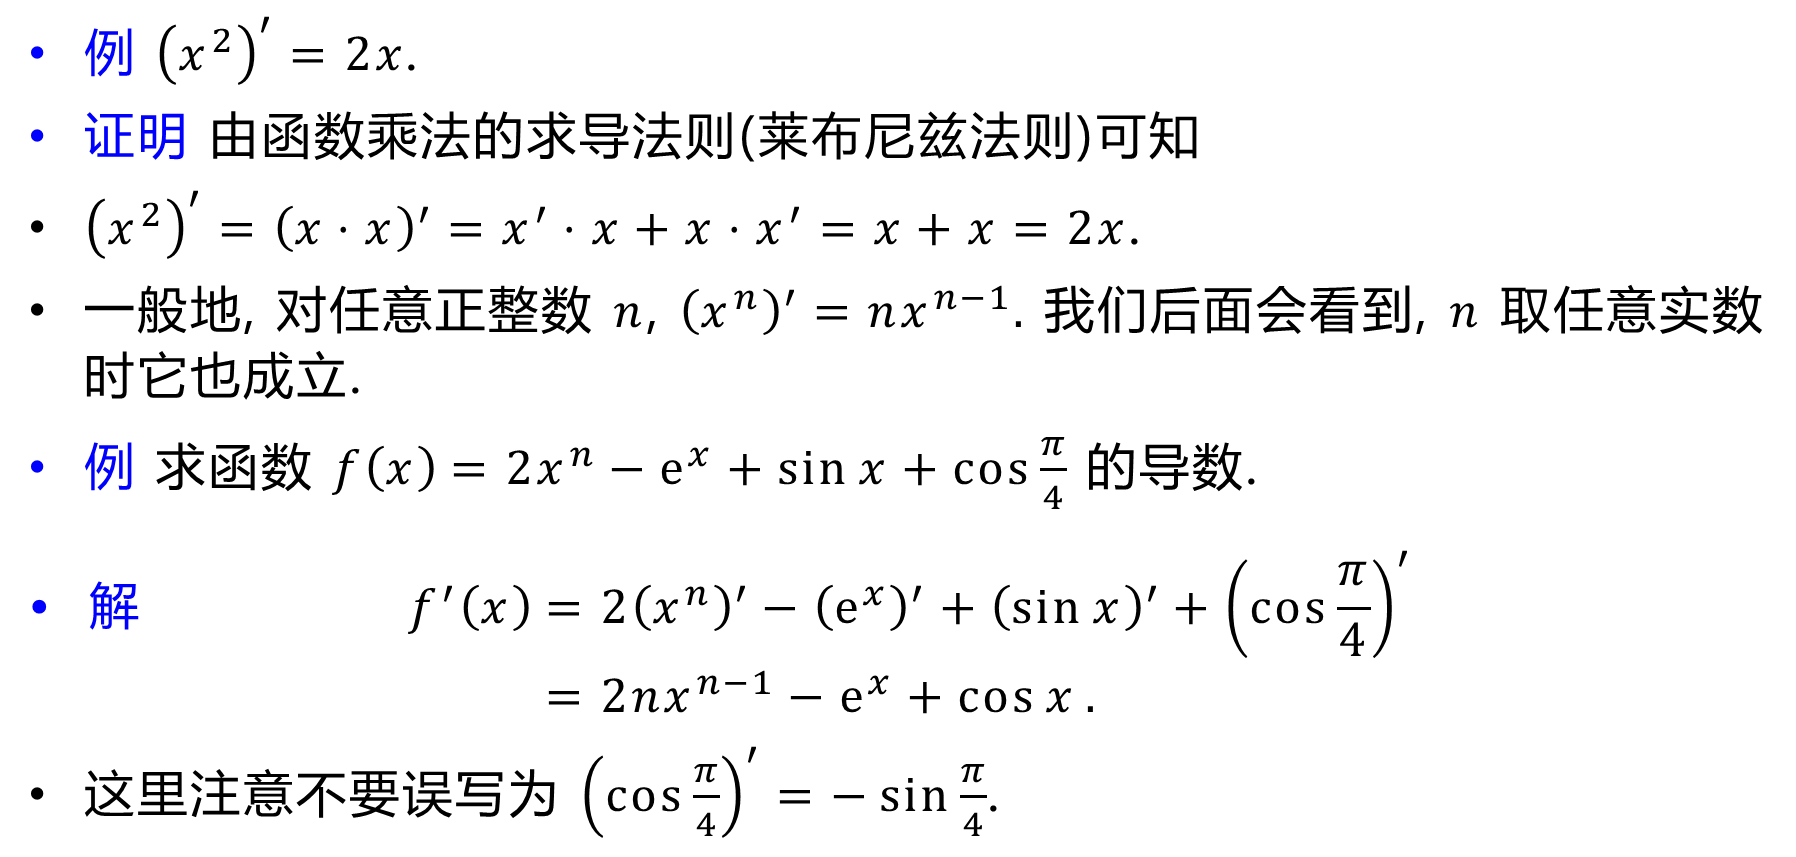 • 例 (x²)′ = 2x.
• 证明 由函数乘法的求导法则(莱布尼兹法则)可知
• (x²)′ = (x · x)′ = x′ · x + x · x′ = x + x = 2x.
• 一般地, 对任意正整数 n, (xⁿ)′ = nxⁿ⁻¹. 我们后面会看到, n 取任意实数
时它也成立.
• 例 求函数 f(x) = 2xⁿ − eˣ + sin x + cos π/4 的导数.
• 解 f′(x) = 2(xⁿ)′ − (eˣ)′ + (sin x)′ + (cos π/4)′
= 2nxⁿ⁻¹ − eˣ + cos x .
• 这里注意不要误写为 (cos π/4)′ = − sin π/4.